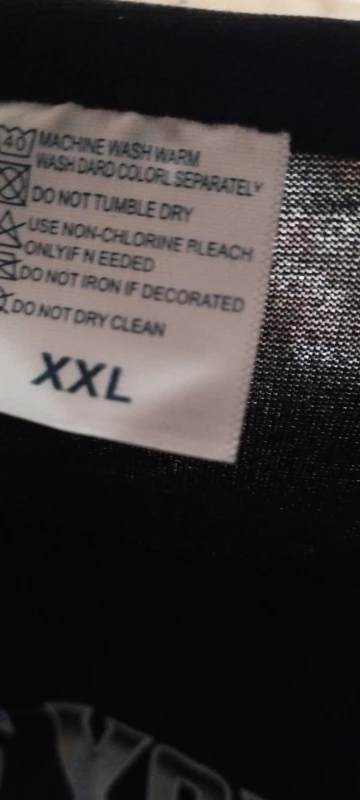 40 MACHINE WASH WARM
WASH DARD COLORL SEPARATELY
DO NOT TUMBLE DRY
USE NON-CHLORINE BLEACH
ONLYIF N EEDED
DO NOT IRON IF DECORATED
DO NOT DRY CLEAN
XXL